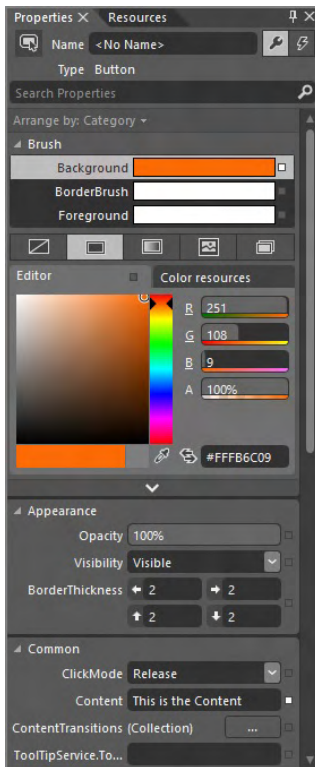 Properties × Resources
Name <No Name>
Type Button
Search Properties
Arrange by: Category
Brush
Background
BorderBrush
Foreground
Editor Color resources
R 251
G 108
B 9
A 100%
#FFFB6C09
Appearance
Opacity 100%
Visibility Visible
BorderThickness 2 2
2 2
Common
ClickMode Release
Content This is the Content
ContentTransitions (Collection) ...
ToolTipService.To...